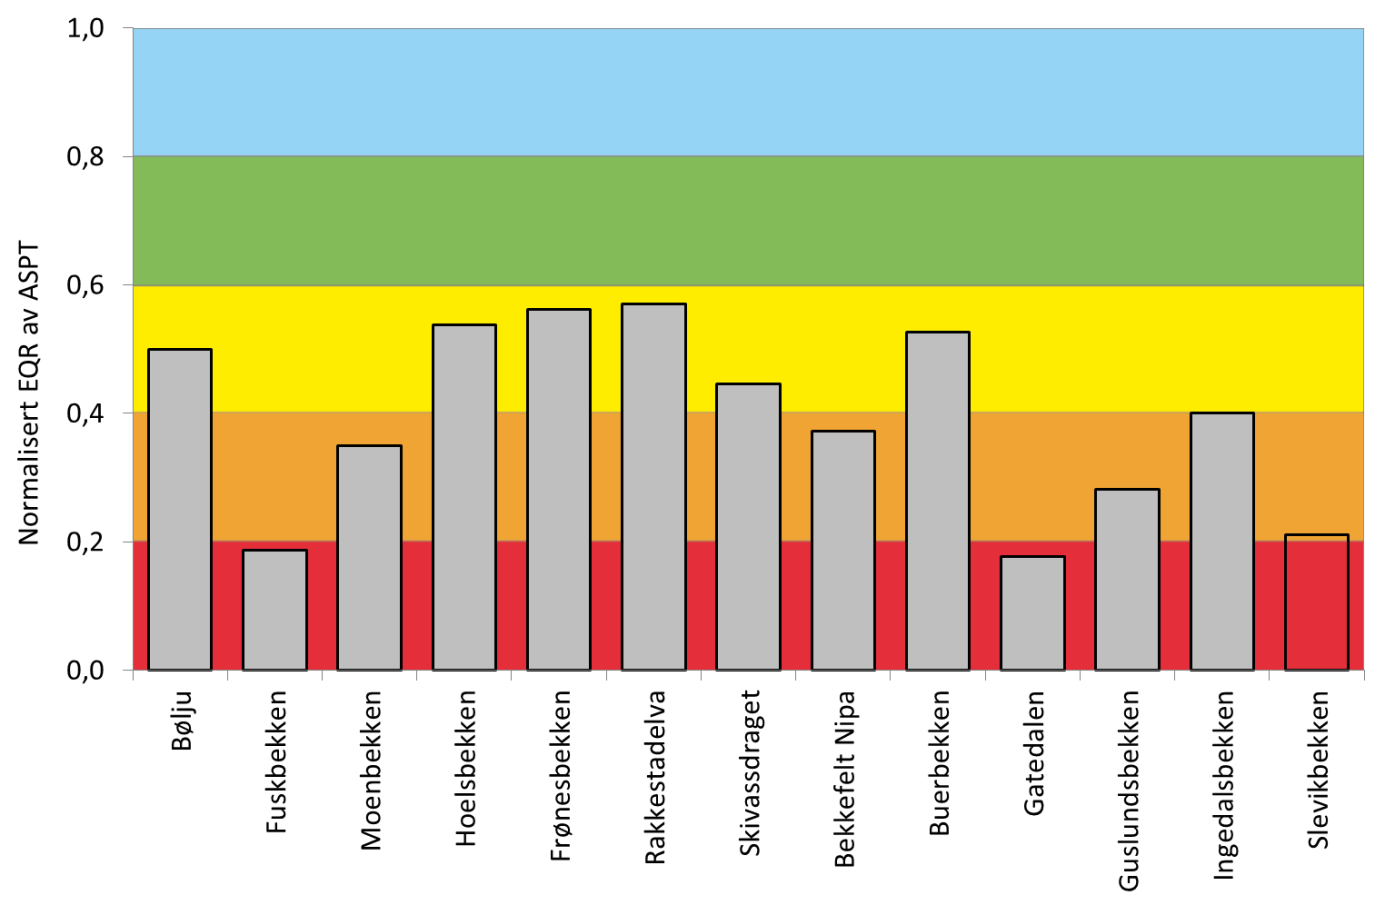 1,0
0,8
0,6
0,4
0,2
0,0
Normalisert EQR av ASPT
Bølju
Fuskbekken
Moenbekken
Hoelsbekken
Frønesbekken
Rakkestadelva
Skivassdraget
Bekkefelt Nipa
Buerbekken
Gatedalen
Guslundsbekken
Ingedalsbekken
Slevikbekken